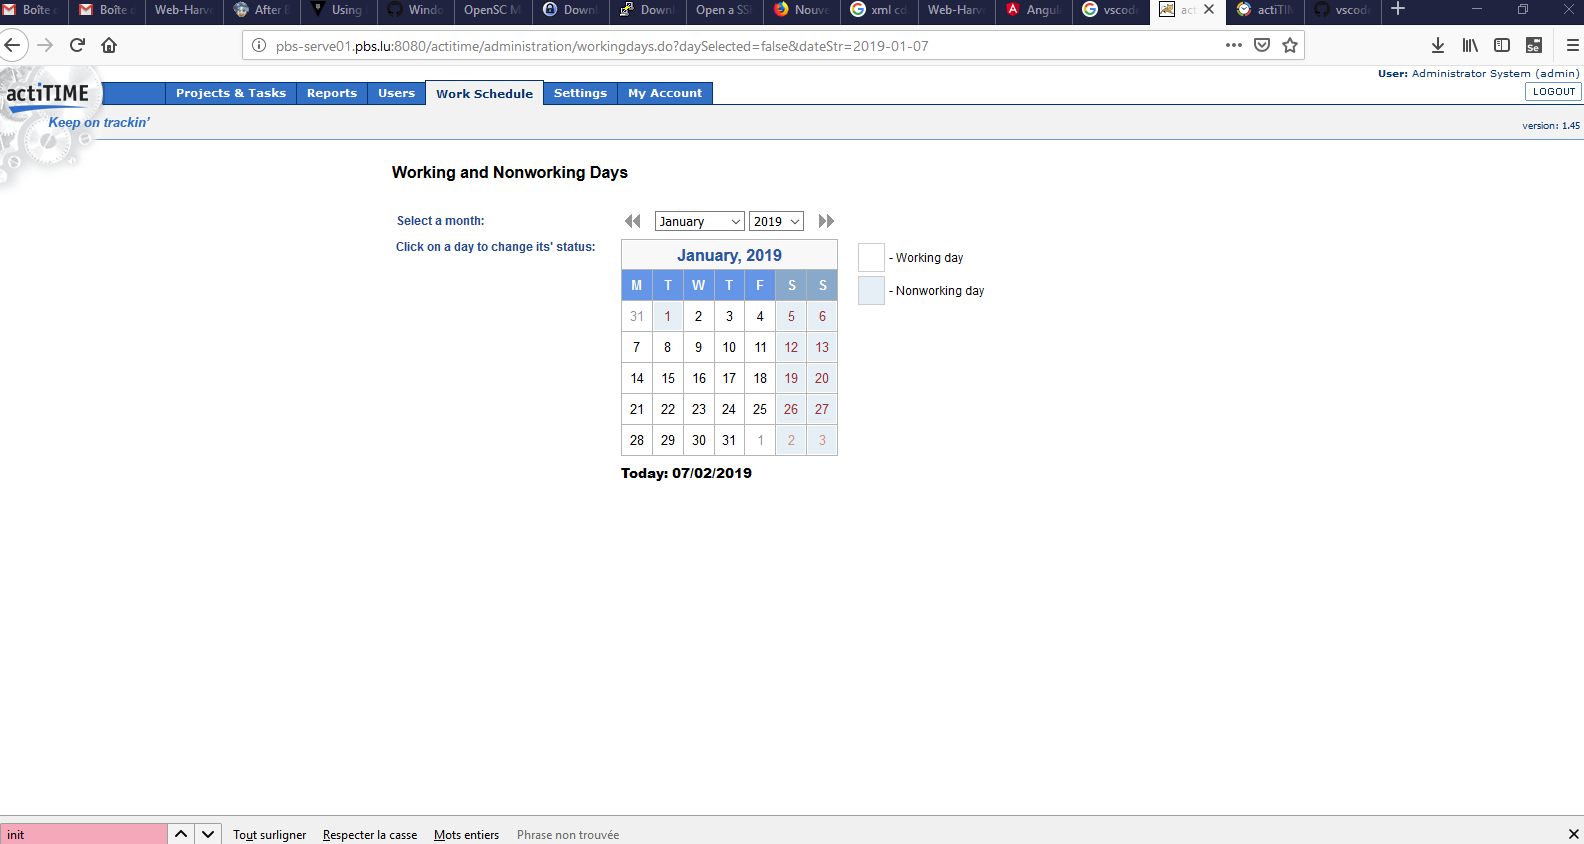 Boîte Boîte Web-Harv After Using Windo OpenSC M Down Down Open a SS Nouve xml cd Web-Harv Angul vscod act actiTI vscod
pbs-serve01.pbs.lu:8080/actitime/administration/workingdays.do?daySelected=false&dateStr=2019-01-07
Se
User: Administrator System (admin)
actiTIME
Projects & Tasks Reports Users Work Schedule Settings My Account
LOGOUT
Keep on trackin'
version: 1.45
Working and Nonworking Days
Select a month: January 2019
Click on a day to change its' status:
January, 2019
- Working day
M T W T F S S
- Nonworking day
31 1 2 3 4 5 6
7 8 9 10 11 12 13
14 15 16 17 18 19 20
21 22 23 24 25 26 27
28 29 30 31 1 2 3
Today: 07/02/2019
init Tout surligner Respecter la casse Mots entiers Phrase non trouvée